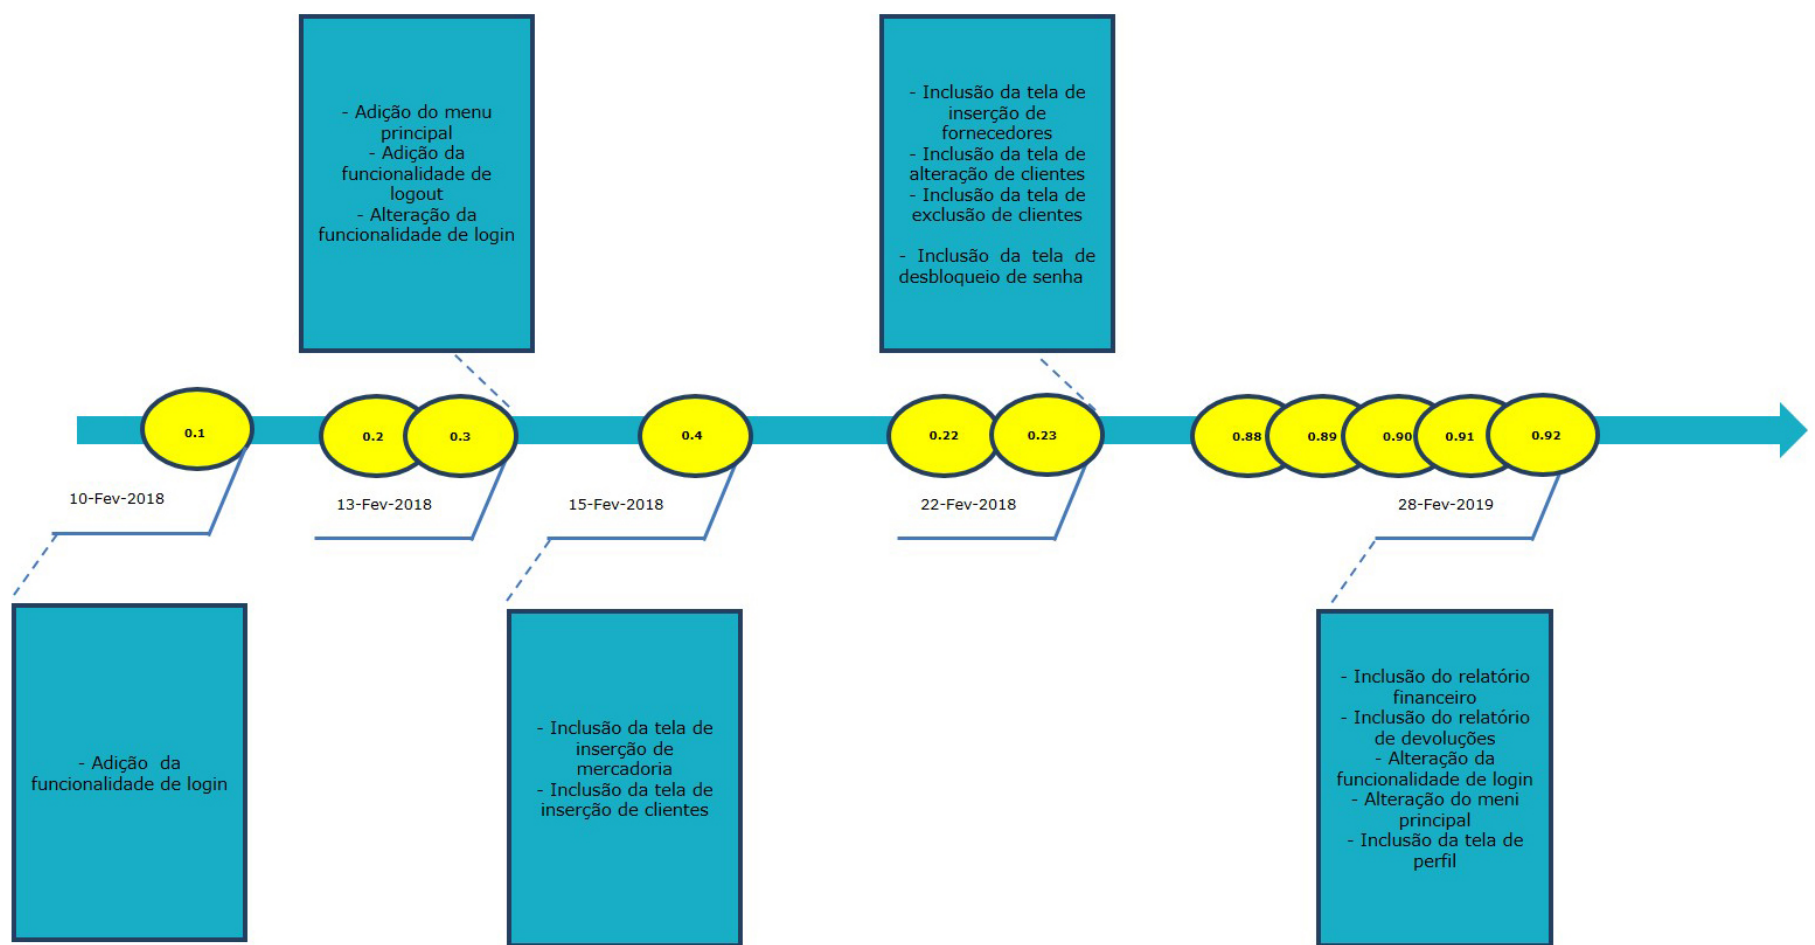 - Adição do menu
principal
- Adição da
funcionalidade de
logout
- Alteração da
funcionalidade de login
- Inclusão da tela de
inserção de
fornecedores
- Inclusão da tela de
alteração de clientes
- Inclusão da tela de
exclusão de clientes
- Inclusão da tela de
desbloqueio de senha
0.1
0.2
0.3
0.4
0.22
0.23
0.88
0.89
0.90
0.91
0.92
10-Fev-2018
13-Fev-2018
15-Fev-2018
22-Fev-2018
28-Fev-2019
- Adição da
funcionalidade de login
- Inclusão da tela de
inserção de
mercadoria
- Inclusão da tela de
inserção de clientes
- Inclusão do relatório
financeiro
- Inclusão do relatório
de devoluções
- Alteração da
funcionalidade de login
- Alteração do meni
principal
- Inclusão da tela de
perfil